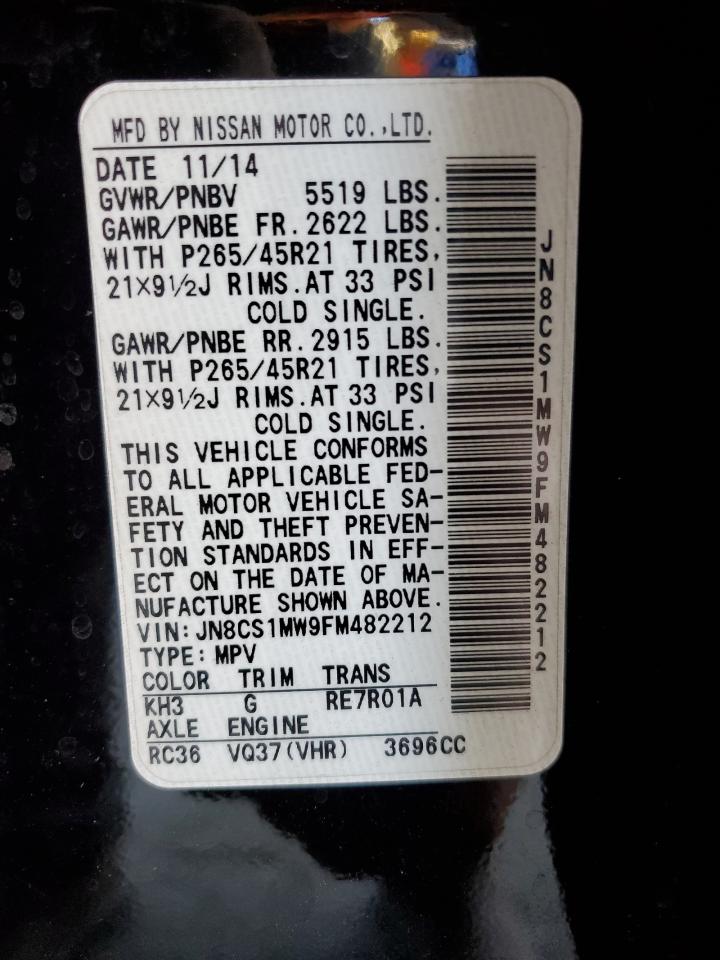 MFD BY NISSAN MOTOR CO.,LTD.
DATE 11/14
GVWR/PNBV 5519 LBS.
GAWR/PNBE FR.2622 LBS.
WITH P265/45R21 TIRES,
21×9½J RIMS.AT 33 PSI
COLD SINGLE.
GAWR/PNBE RR.2915 LBS.
WITH P265/45R21 TIRES,
21×9½J RIMS.AT 33 PSI
COLD SINGLE.
THIS VEHICLE CONFORMS
TO ALL APPLICABLE FED-
ERAL MOTOR VEHICLE SA-
FETY AND THEFT PREVEN-
TION STANDARDS IN EFF-
ECT ON THE DATE OF MA-
NUFACTURE SHOWN ABOVE.
VIN:JN8CS1MW9FM482212
TYPE:MPV
COLOR TRIM TRANS
KH3 G RE7R01A
AXLE ENGINE
RC36 VQ37(VHR) 3696CC
JN8CS1MW9FM482212